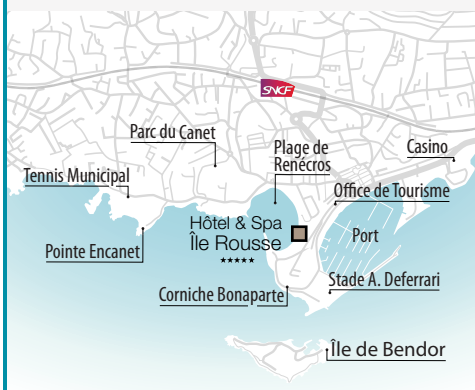 SNCF
Parc du Canet
Plage de
Renécros
Casino
Tennis Municipal
Office de Tourisme
Hôtel & Spa
Île Rousse
★★★★★
Port
Pointe Encanet
Corniche Bonaparte
Stade A. Deferrari
Île de Bendor